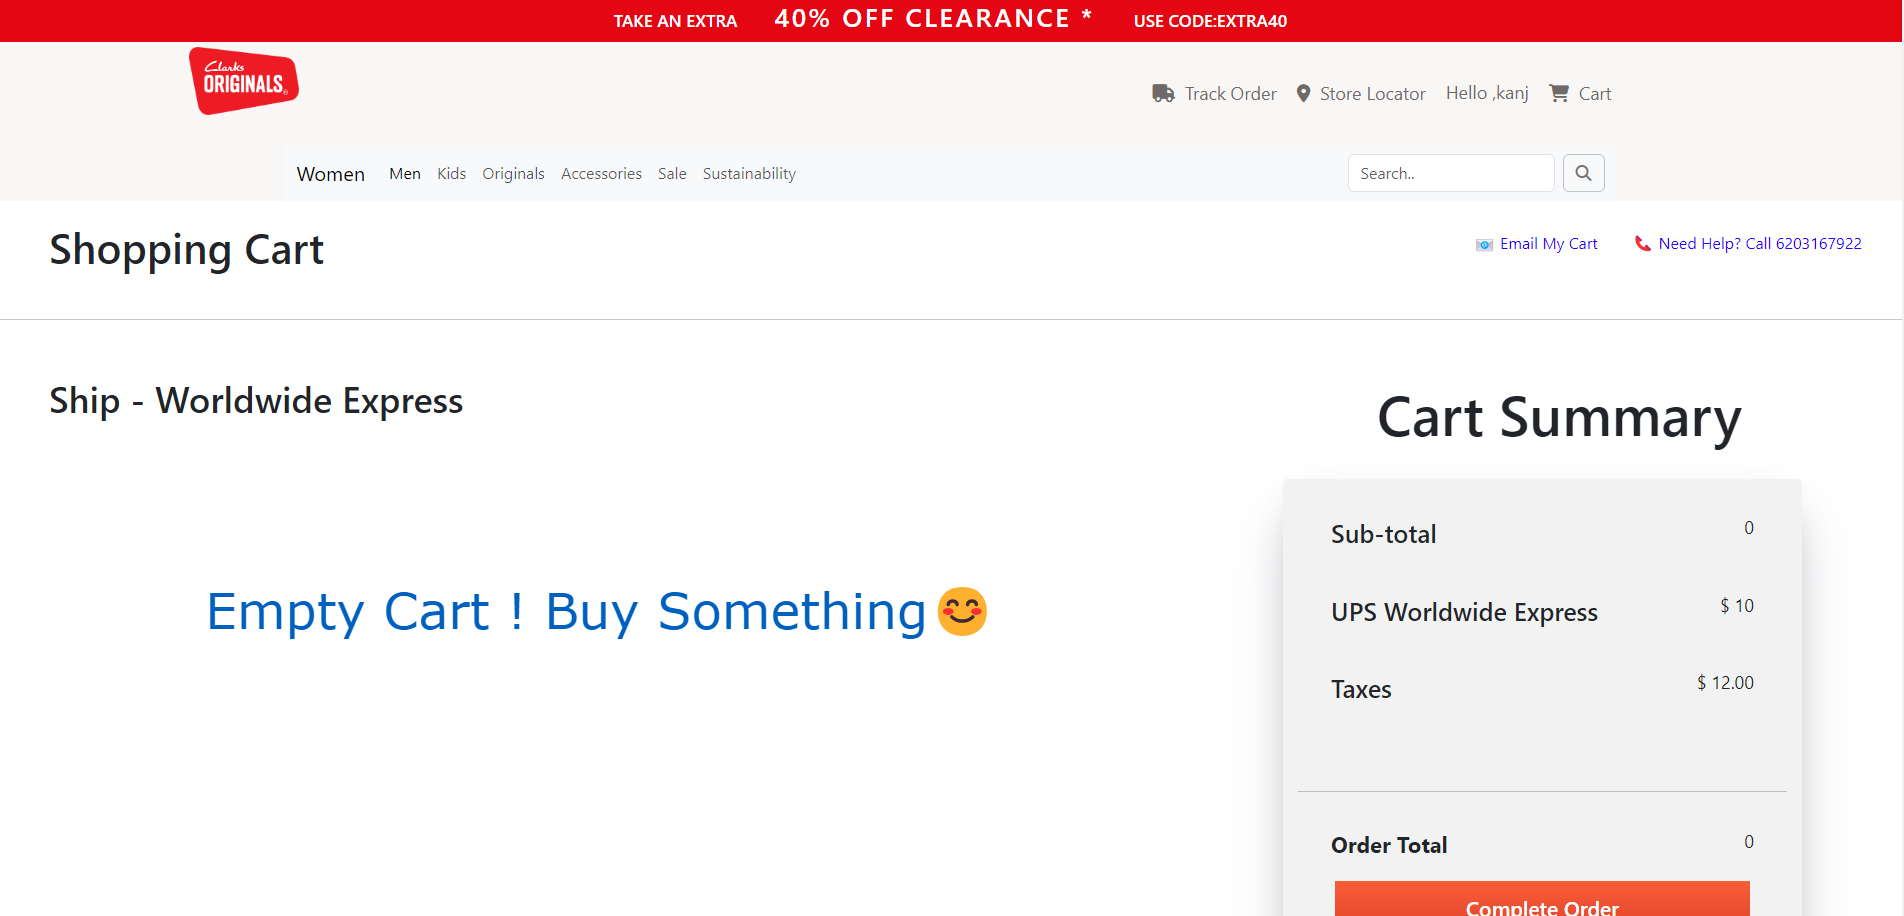 TAKE AN EXTRA 40% OFF CLEARANCE * USE CODE:EXTRA40
Clarks
ORIGINALS
Track Order Store Locator Hello ,kanj Cart
Women Men Kids Originals Accessories Sale Sustainability Search..
Shopping Cart
Email My Cart Need Help? Call 6203167922
Ship - Worldwide Express
Cart Summary
Sub-total 0
Empty Cart ! Buy Something😊
UPS Worldwide Express $ 10
Taxes $ 12.00
Order Total 0
Complete Order